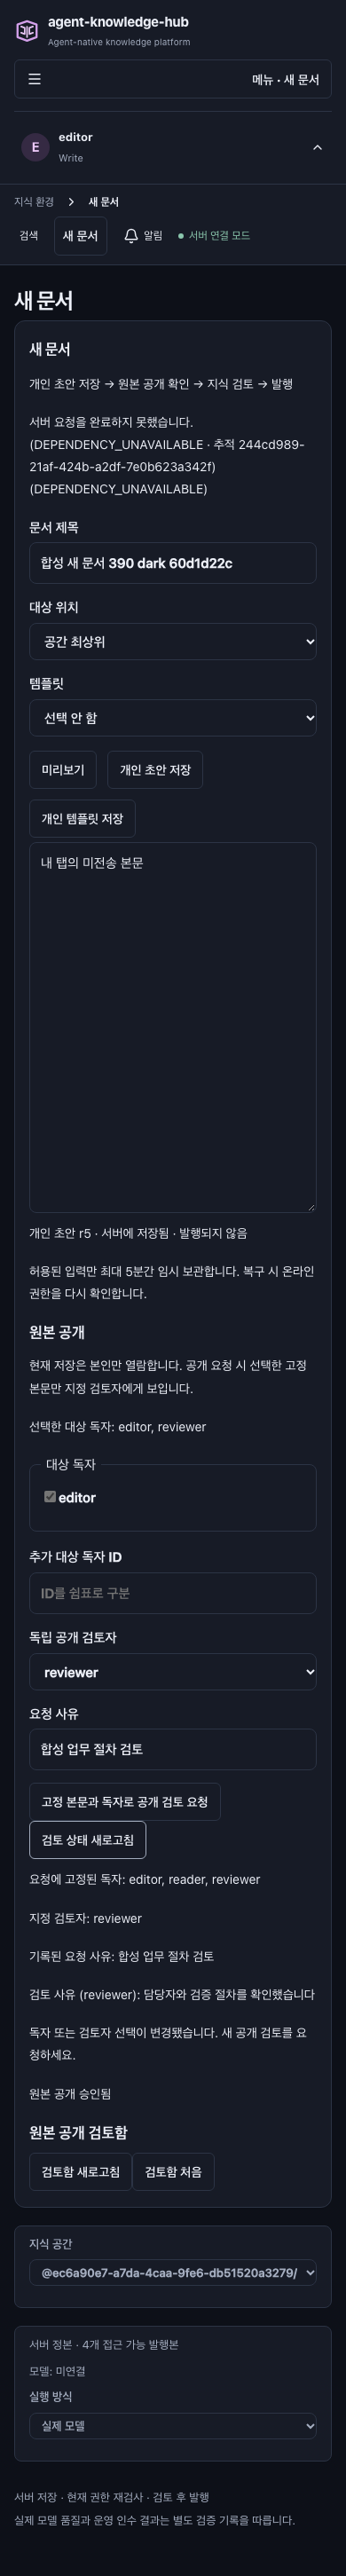 agent-knowledge-hub
Agent-native knowledge platform
메뉴 · 새 문서
E
editor
Write
지식 환경 > 새 문서
검색 새 문서 알림 서버 연결 모드
새 문서
새 문서
개인 초안 저장 → 원본 공개 확인 → 지식 검토 → 발행
서버 요청을 완료하지 못했습니다.
(DEPENDENCY_UNAVAILABLE · 추적 244cd989-
21af-424b-a2df-7e0b623a342f)
(DEPENDENCY_UNAVAILABLE)
문서 제목
합성 새 문서 390 dark 60d1d22c
대상 위치
공간 최상위
템플릿
선택 안 함
미리보기 개인 초안 저장
개인 템플릿 저장
내 탭의 미전송 본문
개인 초안 r5 · 서버에 저장됨 · 발행되지 않음
허용된 입력만 최대 5분간 임시 보관합니다. 복구 시 온라인
권한을 다시 확인합니다.
원본 공개
현재 저장은 본인만 열람합니다. 공개 요청 시 선택한 고정
본문만 지정 검토자에게 보입니다.
선택한 대상 독자: editor, reviewer
대상 독자
editor
추가 대상 독자 ID
ID를 쉼표로 구분
독립 공개 검토자
reviewer
요청 사유
합성 업무 절차 검토
고정 본문과 독자로 공개 검토 요청
검토 상태 새로고침
요청에 고정된 독자: editor, reader, reviewer
지정 검토자: reviewer
기록된 요청 사유: 합성 업무 절차 검토
검토 사유 (reviewer): 담당자와 검증 절차를 확인했습니다
독자 또는 검토자 선택이 변경됐습니다. 새 공개 검토를 요
청하세요.
원본 공개 승인됨
원본 공개 검토함
검토함 새로고침 검토함 처음
지식 공간
@ec6a90e7-a7da-4caa-9fe6-db51520a3279/
서버 정본 · 4개 접근 가능 발행본
모델: 미연결
실행 방식
실제 모델
서버 저장 · 현재 권한 재검사 · 검토 후 발행
실제 모델 품질과 운영 인수 결과는 별도 검증 기록을 따릅니다.